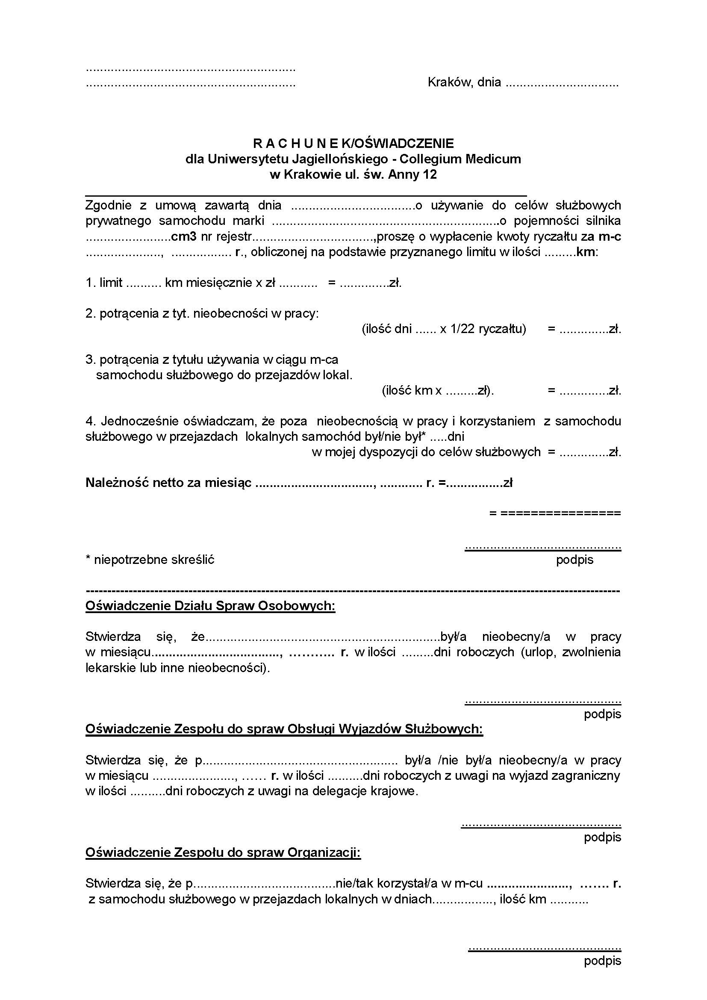 ...........................................................
...........................................................	Kraków, dnia ................................
R A C H U N E K/OŚWIADCZENIE
dla Uniwersytetu Jagiellońskiego - Collegium Medicum
w Krakowie ul. św. Anny 12
Zgodnie z umową zawartą dnia ...................................o używanie do celów służbowych
prywatnego samochodu marki ................................................................o pojemności silnika
........................cm3 nr rejestr..................................,proszę o wypłacenie kwoty ryczałtu za m-c
....................., ................. r., obliczonej na podstawie przyznanego limitu w ilości .........km:
1. limit .......... km miesięcznie x zł ........... = ..............zł.
2. potrącenia z tyt. nieobecności w pracy:
(ilość dni ...... x 1/22 ryczałtu) = ..............zł.
3. potrącenia z tytułu używania w ciągu m-ca
samochodu służbowego do przejazdów lokal.
(ilość km x .........zł). = ..............zł.
4. Jednocześnie oświadczam, że poza nieobecnością w pracy i korzystaniem z samochodu
służbowego w przejazdach lokalnych samochód był/nie był* .....dni
w mojej dyspozycji do celów służbowych = ..............zł.
Należność netto za miesiąc ................................., ............ r. =................zł
= ================
............................................
* niepotrzebne skreślić	podpis
------------------------------------------------------------------------------------------------------------------------------
Oświadczenie Działu Spraw Osobowych:
Stwierdza się, że..................................................................był/a nieobecny/a w pracy
w miesiącu...................................., ……….. r. w ilości .........dni roboczych (urlop, zwolnienia
lekarskie lub inne nieobecności).
............................................
podpis
Oświadczenie Zespołu do spraw Obsługi Wyjazdów Służbowych:
Stwierdza się, że p....................................................... był/a /nie był/a nieobecny/a w pracy
w miesiącu ......................., …… r. w ilości ..........dni roboczych z uwagi na wyjazd zagraniczny
w ilości ..........dni roboczych z uwagi na delegacje krajowe.
.............................................
podpis
Oświadczenie Zespołu do spraw Organizacji:
Stwierdza się, że p........................................nie/tak korzystał/a w m-cu ......................., ……. r.
z samochodu służbowego w przejazdach lokalnych w dniach................., ilość km ...........
...........................................
podpis